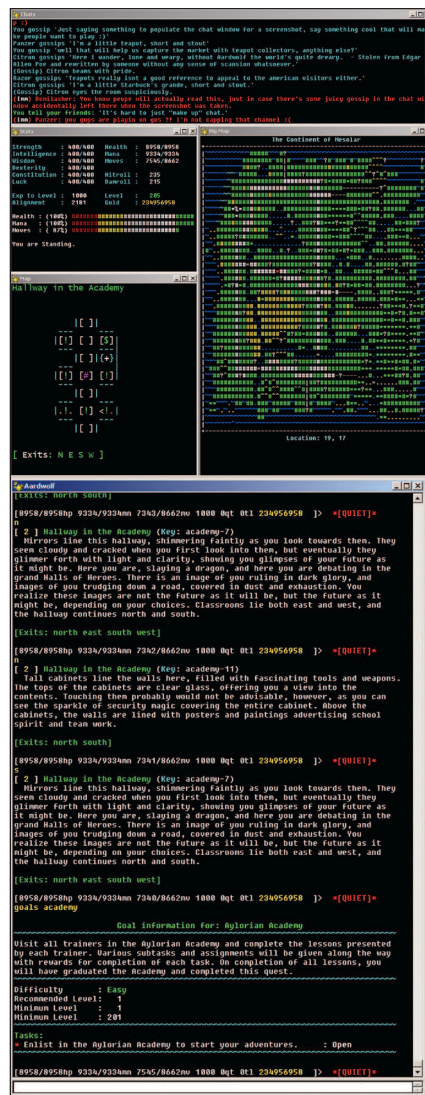 Chats
p :)
You gossip 'Just saying something to populate the chat window for a screenshot, say something cool that will ma
ke people want to play :)'
Panzer gossips 'I'm a little teapot, short and stout'
You gossip 'well that will help us capture the market with teapot collectors, anything else?'
Citron gossips 'Here I wander, lone and weary, without Aardwolf the world's quite dreary.  - Stolen from Edgar
Allen Poe and rewritten by someone without any sense of scansion whatsoever.'
(Gossip) Citron beams with pride.
Razor gossips 'Teapots really isnt a good reference to appeal to the american visitors either.'
Citron gossips 'I'm a little Starbuck's grande, short and stout.'
(Gossip) Citron eyes the room suspiciously.
You tell your friends: 'It's hard to just "make up" chat.'
(Imm) Panzer: you guys are playin on gos ?? I m not capping that channel :(
Stats
Strength : 400/400 Health : 8958/8958
Intelligence : 400/400 Mana : 9334/9334
Wisdom : 400/400 Moves : 7545/8662
Dexterity : 400/400
Constitution : 400/400 Hitroll : 235
Luck : 400/400 Damroll : 215
Exp to Level : 1000 Level : 205
Alignment : 2181 Gold : 234956958
Health : (100%)
Mana : (100%)
Moves : ( 87%)
You are Standing.
Big Map
The Continent of Mesolar
Location: 19, 17
Map
Hallway in the Academy
[ Exits: N E S W ]
Aardwolf
[Exits: north south]
[8958/8958hp 9334/9334mn 7343/8662mv 1000 0qt 0tl 234956958 ]> *[QUIET]*
n
[ 2 ] Hallway in the Academy (Key: academy-7)
Mirrors line this hallway, shimmering faintly as you look towards them. They
seem cloudy and cracked when you first look into them, but eventually they
glimmer forth with light and clarity, showing you glimpses of your future as
it might be. Here you are, slaying a dragon, and here you are debating in the
grand Halls of Heroes. There is an image of you ruling in dark glory, and
images of you trudging down a road, covered in dust and exhaustion. You
realize these images are not the future as it will be, but the future as it
might be, depending on your choices. Classrooms lie both east and west, and
the hallway continues north and south.
[Exits: north east south west]
[8958/8958hp 9334/9334mn 7342/8662mv 1000 0qt 0tl 234956958 ]> *[QUIET]*
n
[ 2 ] Hallway in the Academy (Key: academy-11)
Tall cabinets line the walls here, filled with fascinating tools and weapons.
The tops of the cabinets are clear glass, offering you a view into the
contents. Touching them probably would not be advisable, however, as you can
see the sparkle of security magic covering the entire cabinet. Above the
cabinets, the walls are lined with posters and paintings advertising school
spirit and team work.
[Exits: north south]
[8958/8958hp 9334/9334mn 7341/8662mv 1000 0qt 0tl 234956958 ]> *[QUIET]*
s
[ 2 ] Hallway in the Academy (Key: academy-7)
Mirrors line this hallway, shimmering faintly as you look towards them. They
seem cloudy and cracked when you first look into them, but eventually they
glimmer forth with light and clarity, showing you glimpses of your future as
it might be. Here you are, slaying a dragon, and here you are debating in the
grand Halls of Heroes. There is an image of you ruling in dark glory, and
images of you trudging down a road, covered in dust and exhaustion. You
realize these images are not the future as it will be, but the future as it
might be, depending on your choices. Classrooms lie both east and west, and
the hallway continues north and south.
[Exits: north east south west]
[8958/8958hp 9334/9334mn 7340/8662mv 1000 0qt 0tl 234956958 ]> *[QUIET]*
goals academy
Goal information for: Aylorian Academy
Visit all trainers in the Aylorian Academy and complete the lessons presented
by each trainer. Various subtasks and assignments will be given along the way
with rewards for completion of each task. On completion of all lessons, you
will have graduated the Academy and completed this quest.
Difficulty : Easy
Recommended Level: 1
Minimum Level : 1
Minimum Level : 201
Tasks:
* Enlist in the Aylorian Academy to start your adventures. : Open
[8958/8958hp 9334/9334mn 7545/8662mv 1000 0qt 0tl 234956958 ]> *[QUIET]*